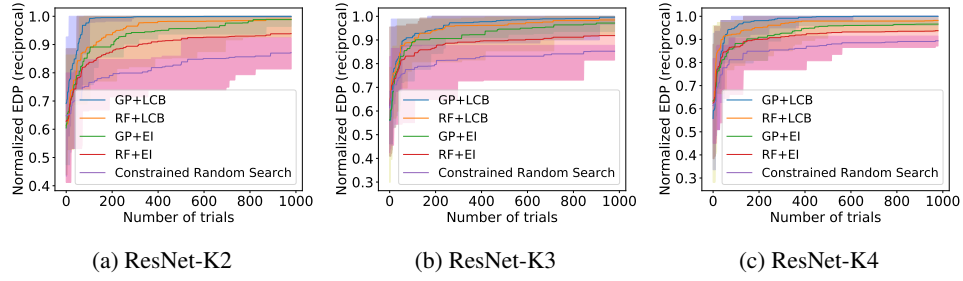 Normalized EDP (reciprocal)
1.0
0.9
0.8
0.7
0.6
0.5
0.4
GP+LCB
RF+LCB
GP+EI
RF+EI
Constrained Random Search
0 200 400 600 800 1000
Number of trials
(a) ResNet-K2
Normalized EDP (reciprocal)
1.0
0.9
0.8
0.7
0.6
0.5
0.4
0.3
GP+LCB
RF+LCB
GP+EI
RF+EI
Constrained Random Search
0 200 400 600 800 1000
Number of trials
(b) ResNet-K3
Normalized EDP (reciprocal)
1.0
0.9
0.8
0.7
0.6
0.5
0.4
0.3
GP+LCB
RF+LCB
GP+EI
RF+EI
Constrained Random Search
0 200 400 600 800 1000
Number of trials
(c) ResNet-K4